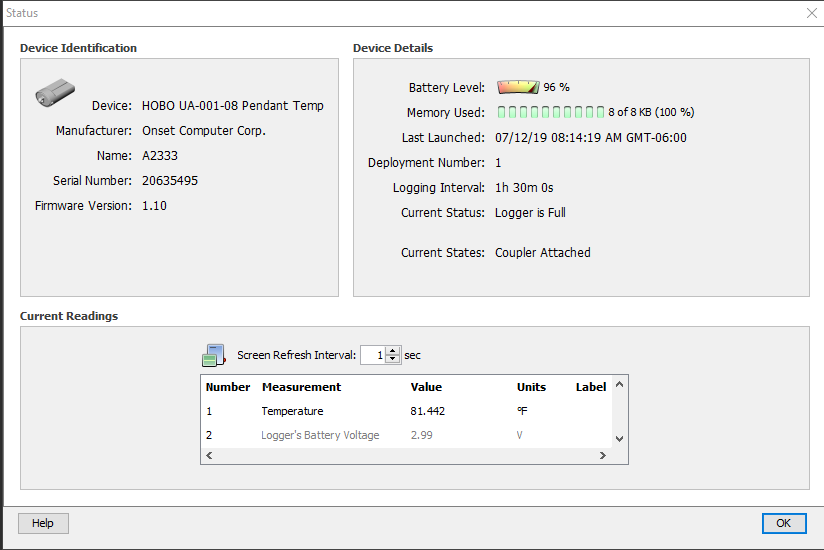 Status
Device Identification
Device: HOBO UA-001-08 Pendant Temp
Manufacturer: Onset Computer Corp.
Name: A2333
Serial Number: 20635495
Firmware Version: 1.10
Device Details
Battery Level: 96 %
Memory Used: 8 of 8 KB (100 %)
Last Launched: 07/12/19 08:14:19 AM GMT-06:00
Deployment Number: 1
Logging Interval: 1h 30m 0s
Current Status: Logger is Full
Current States: Coupler Attached
Current Readings
Screen Refresh Interval: 1 sec
Number Measurement Value Units Label
1 Temperature 81.442 °F
2 Logger's Battery Voltage 2.99 V
Help OK